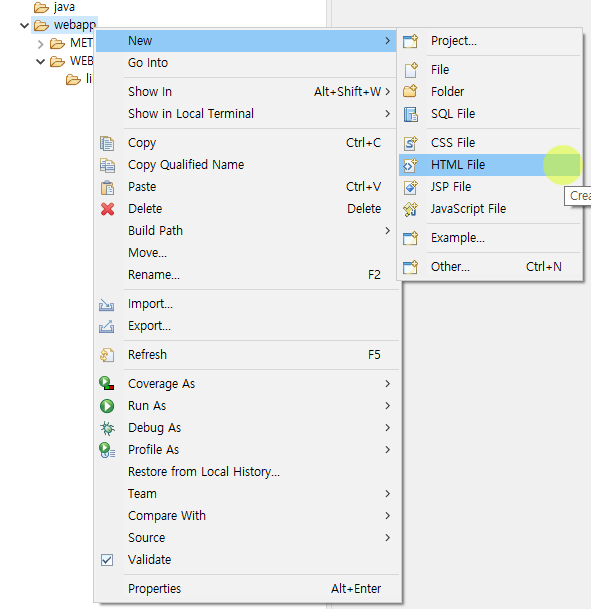 java
webapp
MET
WEB
li
New
Go Into
Show In Alt+Shift+W
Show in Local Terminal
Copy Ctrl+C
Copy Qualified Name
Paste Ctrl+V
Delete Delete
Build Path
Move...
Rename... F2
Import...
Export...
Refresh F5
Coverage As
Run As
Debug As
Profile As
Restore from Local History...
Team
Compare With
Source
Validate
Properties Alt+Enter
Project...
File
Folder
SQL File
CSS File
HTML File
JSP File
JavaScript File
Example...
Other... Ctrl+N
Crea